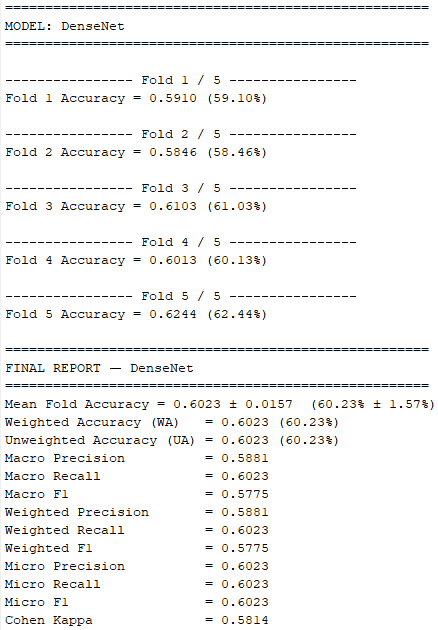 =====================================================
MODEL: DenseNet
=====================================================
---------------- Fold 1 / 5 ----------------
Fold 1 Accuracy = 0.5910 (59.10%)
---------------- Fold 2 / 5 ----------------
Fold 2 Accuracy = 0.5846 (58.46%)
---------------- Fold 3 / 5 ----------------
Fold 3 Accuracy = 0.6103 (61.03%)
---------------- Fold 4 / 5 ----------------
Fold 4 Accuracy = 0.6013 (60.13%)
---------------- Fold 5 / 5 ----------------
Fold 5 Accuracy = 0.6244 (62.44%)
=====================================================
FINAL REPORT — DenseNet
=====================================================
Mean Fold Accuracy = 0.6023 ± 0.0157  (60.23% ± 1.57%)
Weighted Accuracy (WA)   = 0.6023 (60.23%)
Unweighted Accuracy (UA) = 0.6023 (60.23%)
Macro Precision          = 0.5881
Macro Recall             = 0.6023
Macro F1                 = 0.5775
Weighted Precision       = 0.5881
Weighted Recall          = 0.6023
Weighted F1              = 0.5775
Micro Precision          = 0.6023
Micro Recall             = 0.6023
Micro F1                 = 0.6023
Cohen Kappa              = 0.5814